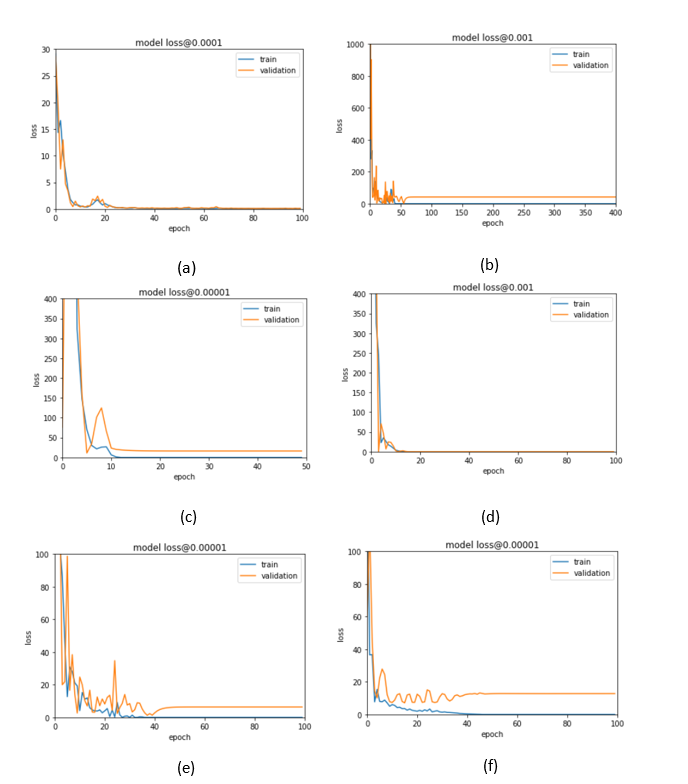 model loss@0.0001
30
25
20
15
10
5
0
loss
train
validation
0 20 40 60 80 100
epoch
(a)
model loss@0.001
1000
800
600
400
200
0
loss
train
validation
0 50 100 150 200 250 300 350 400
epoch
(b)
model loss@0.00001
400
350
300
250
200
150
100
50
0
loss
train
validation
0 10 20 30 40 50
epoch
(c)
model loss@0.001
400
350
300
250
200
150
100
50
0
loss
train
validation
0 20 40 60 80 100
epoch
(d)
model loss@0.00001
100
80
60
40
20
0
loss
train
validation
0 20 40 60 80 100
epoch
(e)
model loss@0.00001
100
80
60
40
20
0
loss
train
validation
0 20 40 60 80 100
epoch
(f)